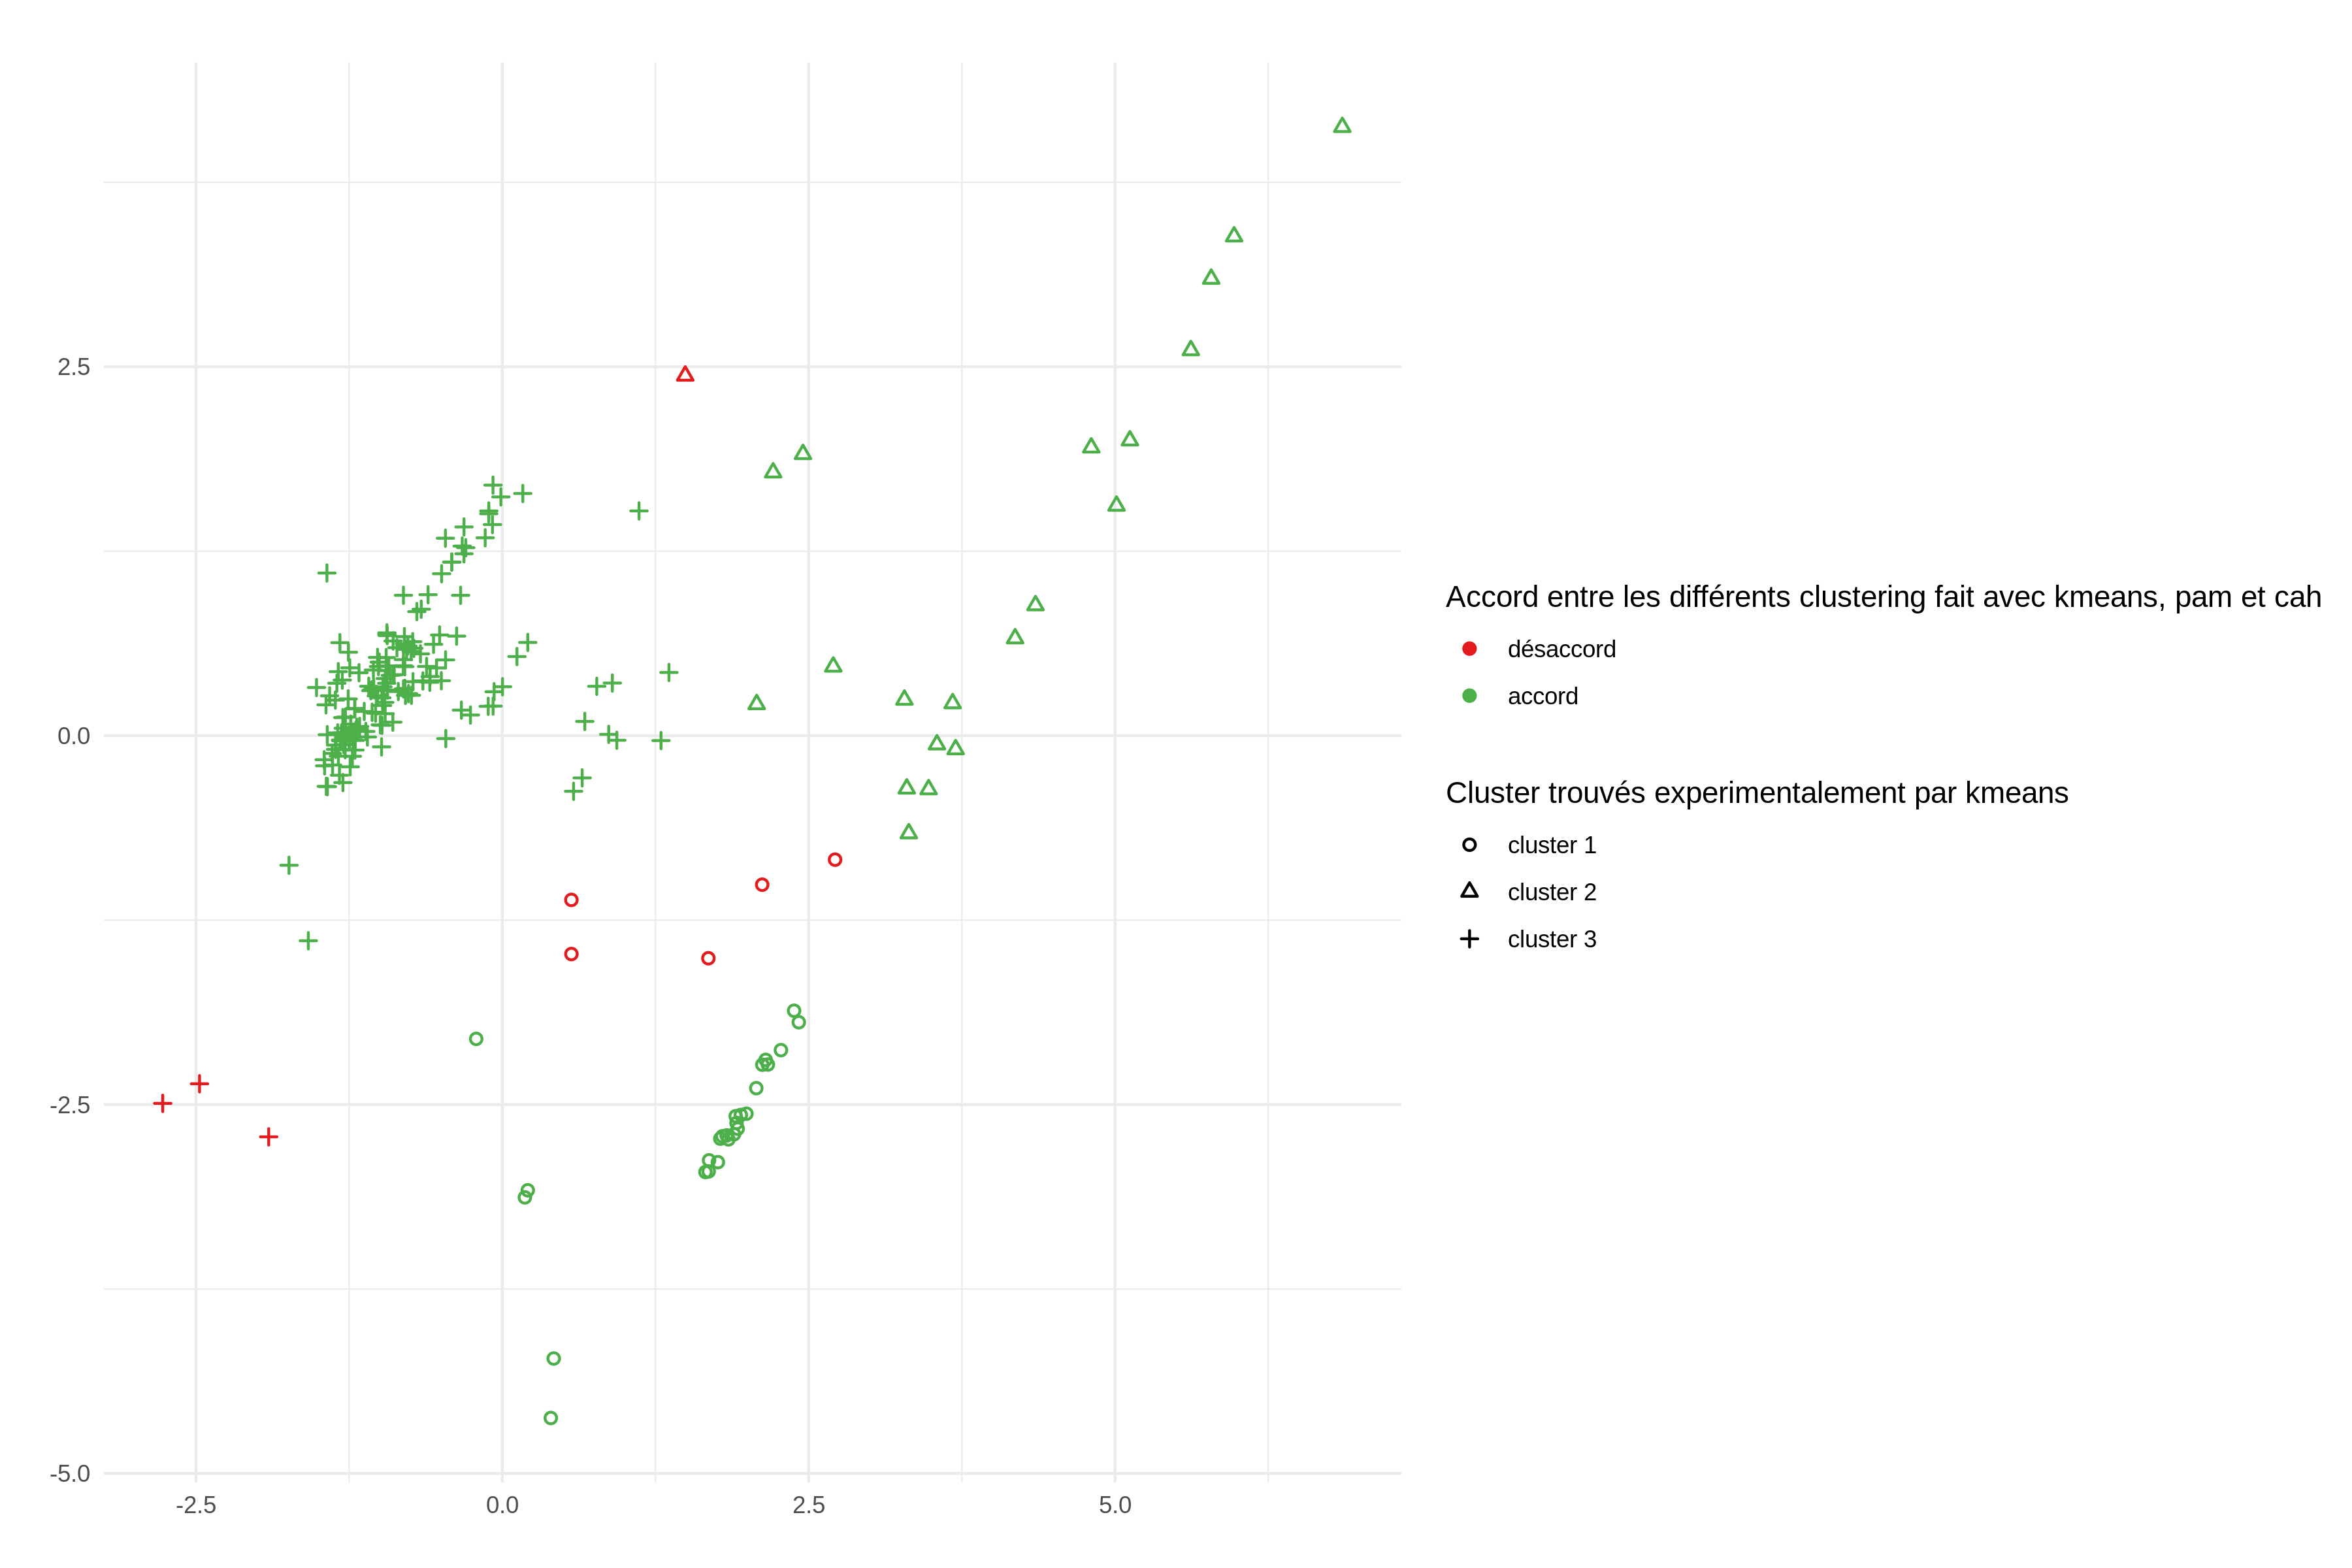 2.5
0.0
-2.5
-5.0
-2.5
0.0
2.5
5.0
Accord entre les différents clustering fait avec kmeans, pam et cah
désaccord
accord
Cluster trouvés experimentalement par kmeans
cluster 1
cluster 2
cluster 3